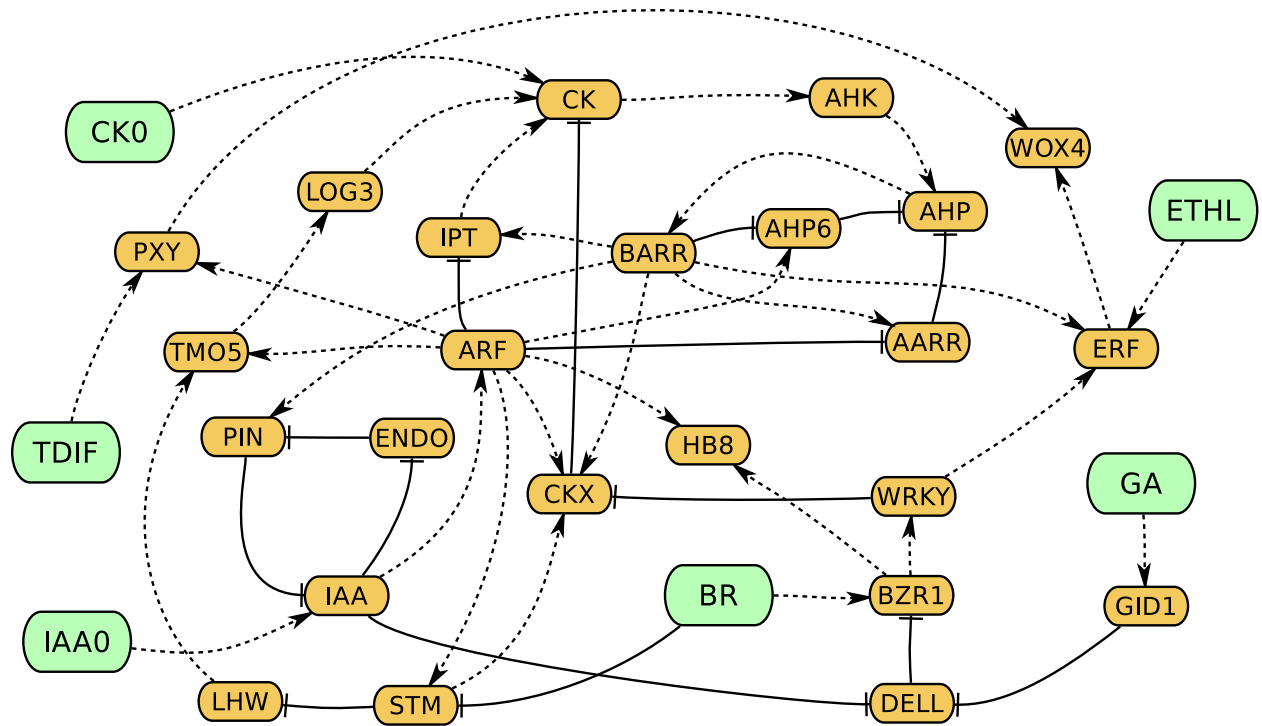 CK
AHK
CK0
WOX4
LOG3
ETHL
AHP
AHP6
IPT
BARR
PXY
TMO5
ARF
AARR
ERF
PIN
ENDO
HB8
TDIF
GA
CKX
WRKY
IAA
BR
BZR1
GID1
IAA0
LHW
STM
DELL